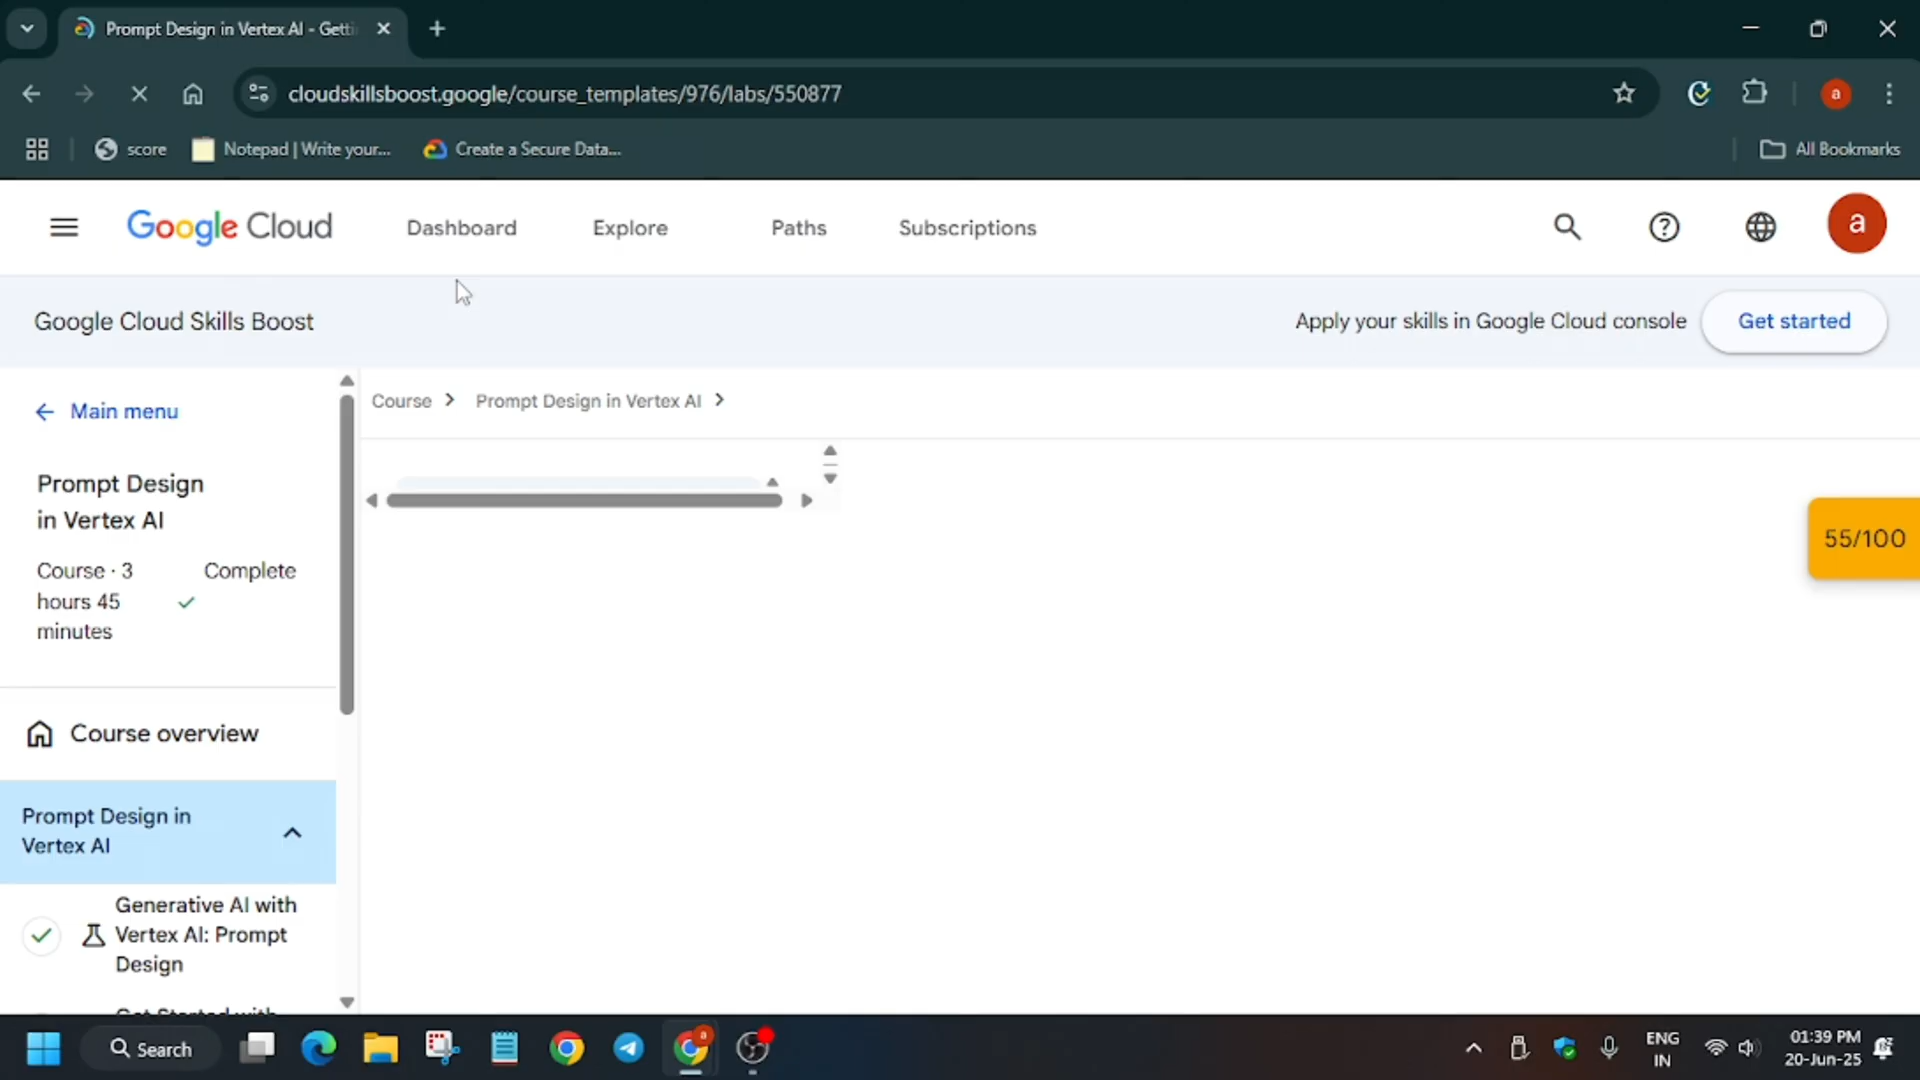 Prompt Design in Vertex AI - Getti
cloudskillsboost.google/course_templates/976/labs/550877
a
score
Notepad | Write your...
Create a Secure Data...
All Bookmarks
Google Cloud
Dashboard
Explore
Paths
Subscriptions
a
Google Cloud Skills Boost
Apply your skills in Google Cloud console
Get started
Main menu
Course
Prompt Design in Vertex AI
Prompt Design
in Vertex AI
Course · 3
hours 45
minutes
Complete
55/100
Course overview
Prompt Design in
Vertex AI
Generative AI with
Vertex AI: Prompt
Design
Get Started with
Search
a
ENG
IN
01:39 PM
20-Jun-25